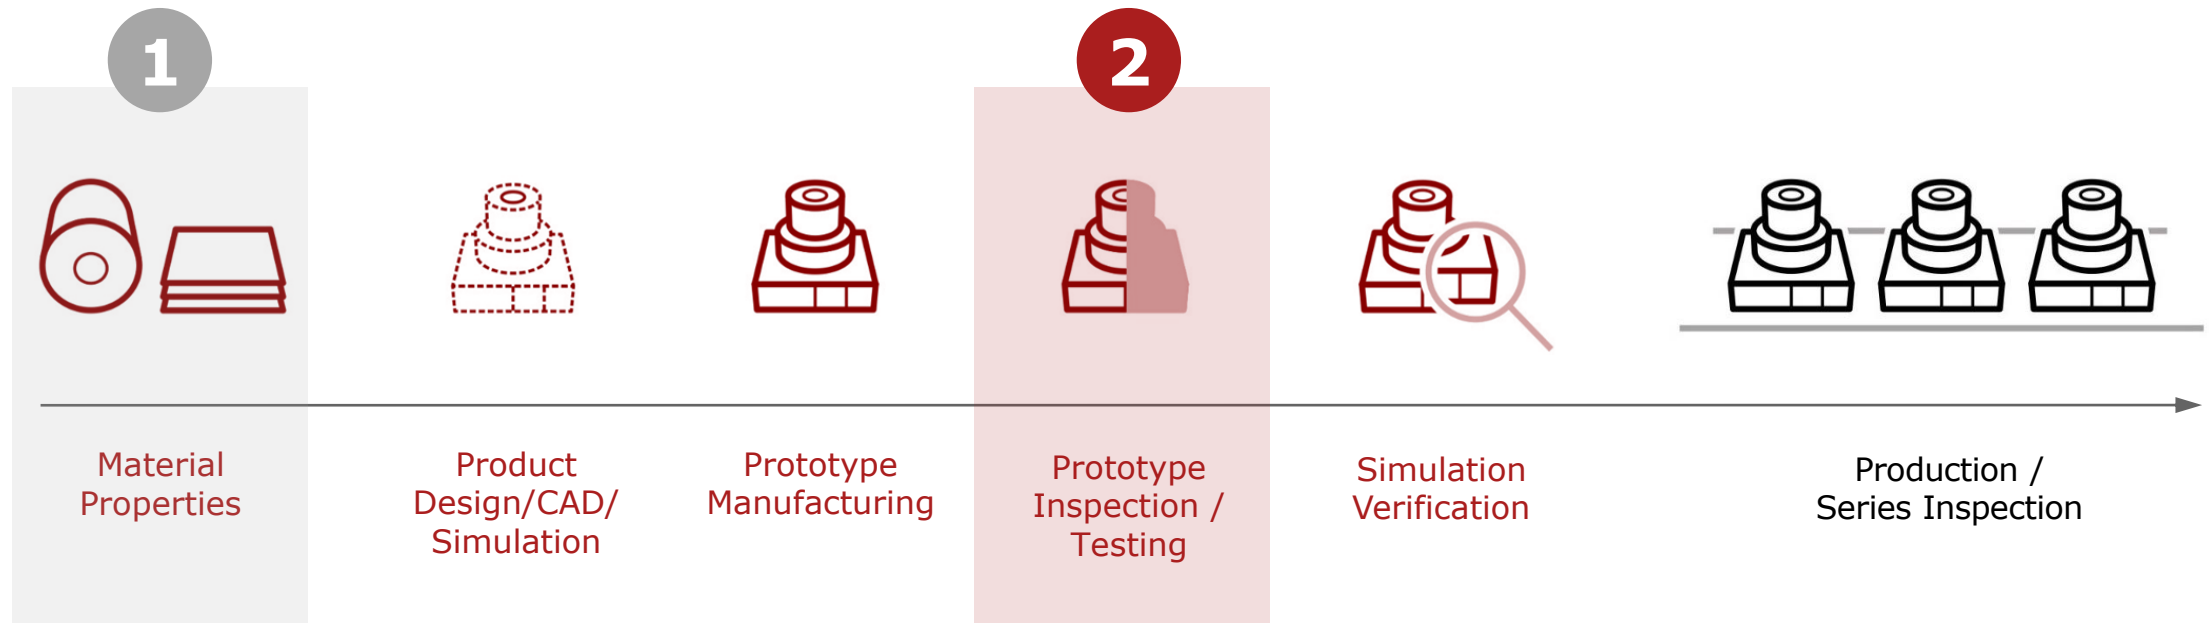 1
2
Material
Properties
Product
Design/CAD/
Simulation
Prototype
Manufacturing
Prototype
Inspection /
Testing
Simulation
Verification
Production /
Series Inspection